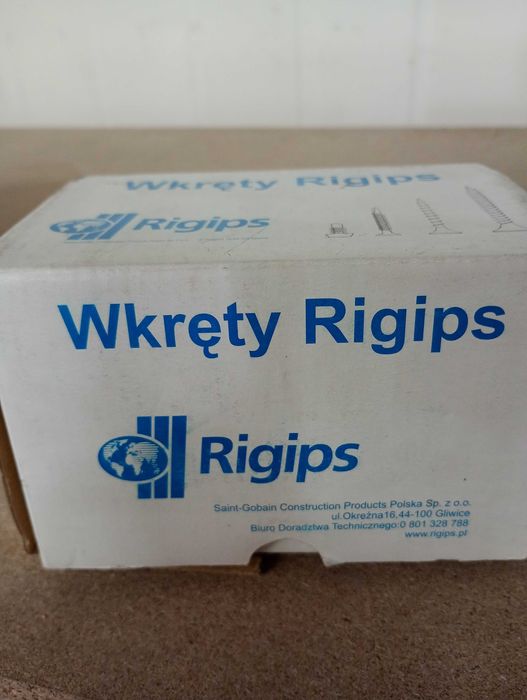 Wkręty Rigips
Rigips
Wkręty Rigips
Rigips
Saint-Gobain Construction Products Polska Sp. z o.o.
ul.Okrężna16,44-100 Gliwice
Biuro Doradztwa Technicznego:0 801 328 788
www.rigips.pl